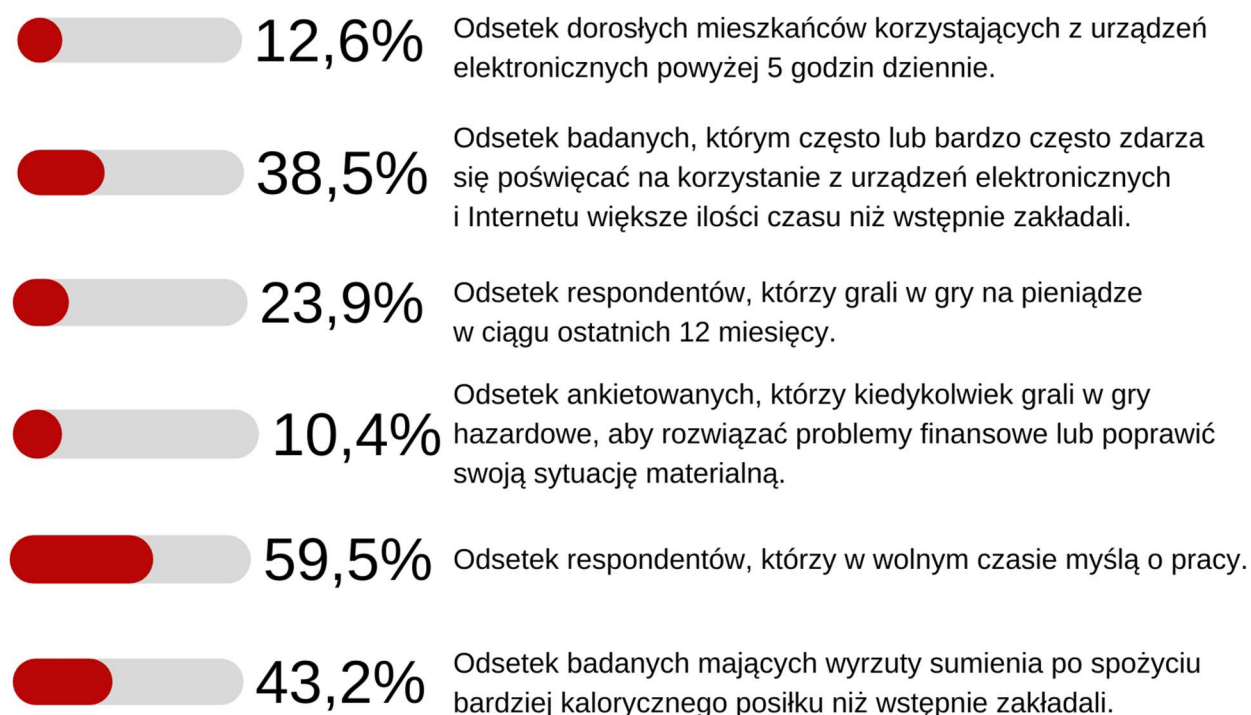 12,6%
Odsetek dorosłych mieszkańców korzystających z urządzeń
elektronicznych powyżej 5 godzin dziennie.
38,5%
Odsetek badanych, którym często lub bardzo często zdarza
się poświęcać na korzystanie z urządzeń elektronicznych
i Internetu większe ilości czasu niż wstępnie zakładali.
23,9%
Odsetek respondentów, którzy grali w gry na pieniądze
w ciągu ostatnich 12 miesięcy.
10,4%
Odsetek ankietowanych, którzy kiedykolwiek grali w gry
hazardowe, aby rozwiązać problemy finansowe lub poprawić
swoją sytuację materialną.
59,5%
Odsetek respondentów, którzy w wolnym czasie myślą o pracy.
43,2%
Odsetek badanych mających wyrzuty sumienia po spożyciu
bardziej kalorycznego posiłku niż wstępnie zakładali.